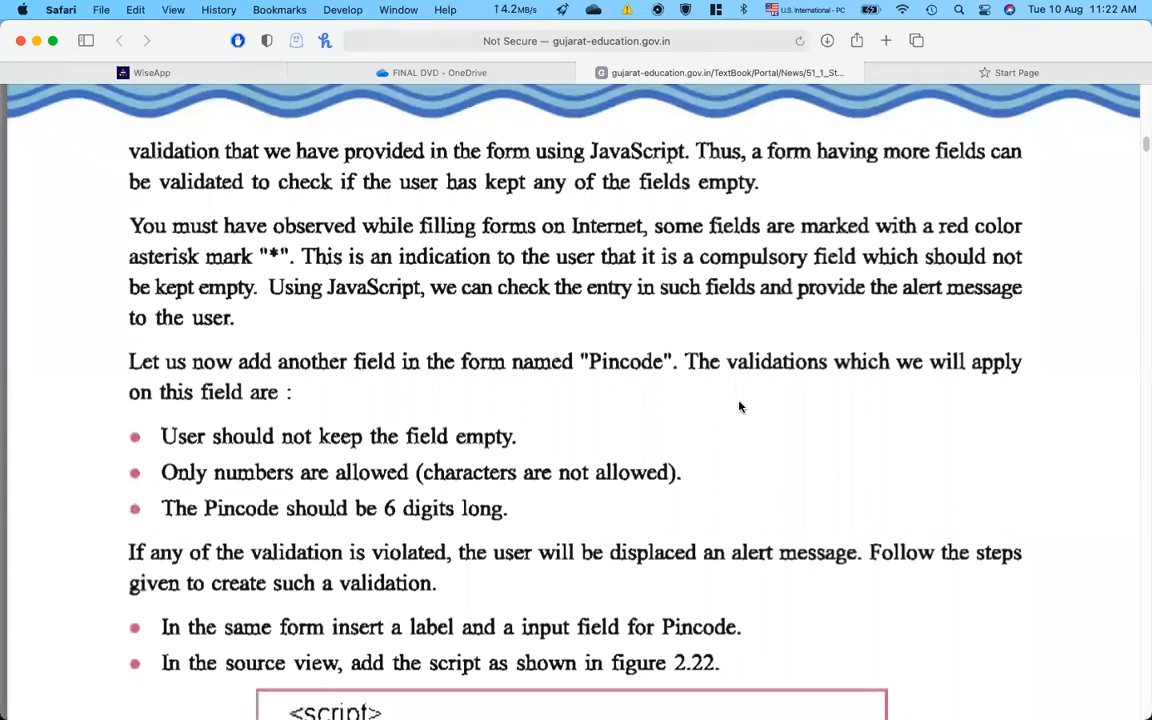 Safari File Edit View History Bookmarks Develop Window Help ↑4.2MB/s U.S. International - PC Tue 10 Aug 11:22 AM
Not Secure — gujarat-education.gov.in
WiseApp FINAL DVD - OneDrive gujarat-education.gov.in/TextBook/Portal/News/51_1_St... Start Page
validation that we have provided in the form using JavaScript. Thus, a form having more fields can
be validated to check if the user has kept any of the fields empty.
You must have observed while filling forms on Internet, some fields are marked with a red color
asterisk mark "*". This is an indication to the user that it is a compulsory field which should not
be kept empty. Using JavaScript, we can check the entry in such fields and provide the alert message
to the user.
Let us now add another field in the form named "Pincode". The validations which we will apply
on this field are :
• User should not keep the field empty.
• Only numbers are allowed (characters are not allowed).
• The Pincode should be 6 digits long.
If any of the validation is violated, the user will be displaced an alert message. Follow the steps
given to create such a validation.
• In the same form insert a label and a input field for Pincode.
• In the source view, add the script as shown in figure 2.22.
<script>